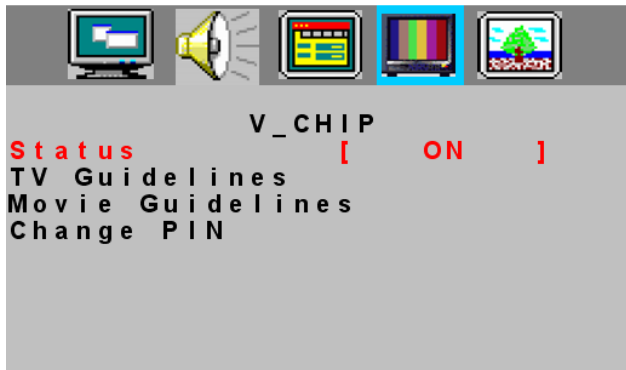 V_CHIP
Status [ ON ]
TV Guidelines
Movie Guidelines
Change PIN